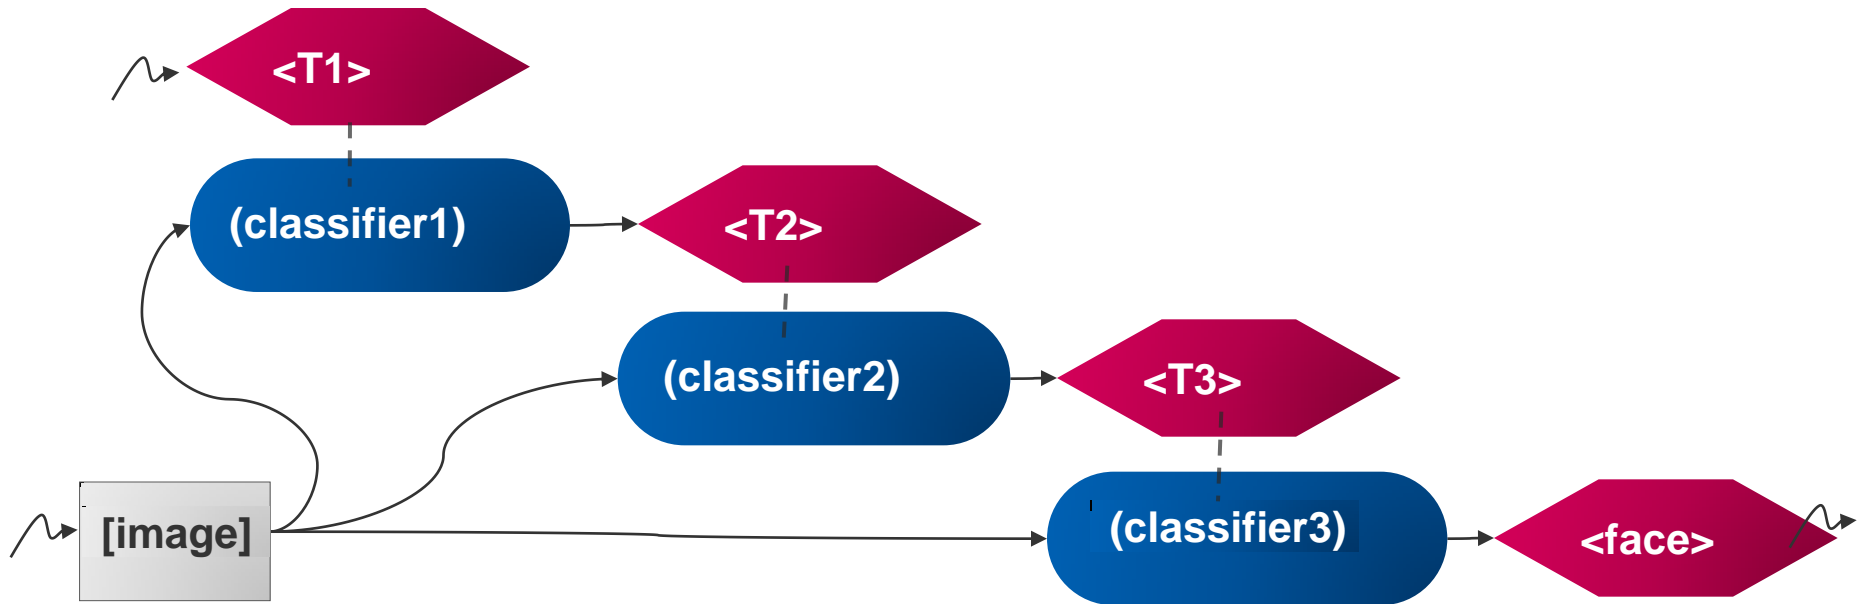 <T1>
(classifier1)
<T2>
(classifier2)
<T3>
[image]
(classifier3)
<face>